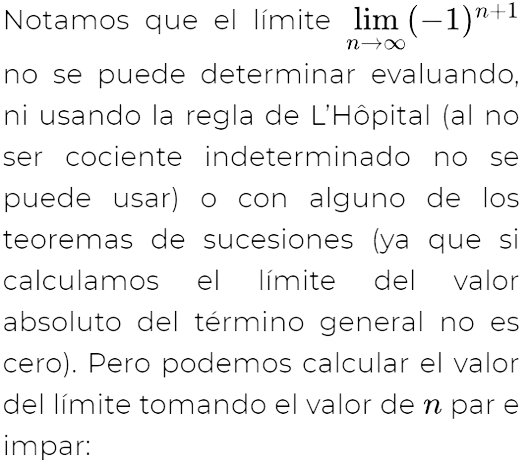 Notamos que el límite lim n→∞ (−1)^{n+1}
no se puede determinar evaluando,
ni usando la regla de L'Hôpital (al no
ser cociente indeterminado no se
puede usar) o con alguno de los
teoremas de sucesiones (ya que si
calculamos el límite del valor
absoluto del término general no es
cero). Pero podemos calcular el valor
del límite tomando el valor de n par e
impar: